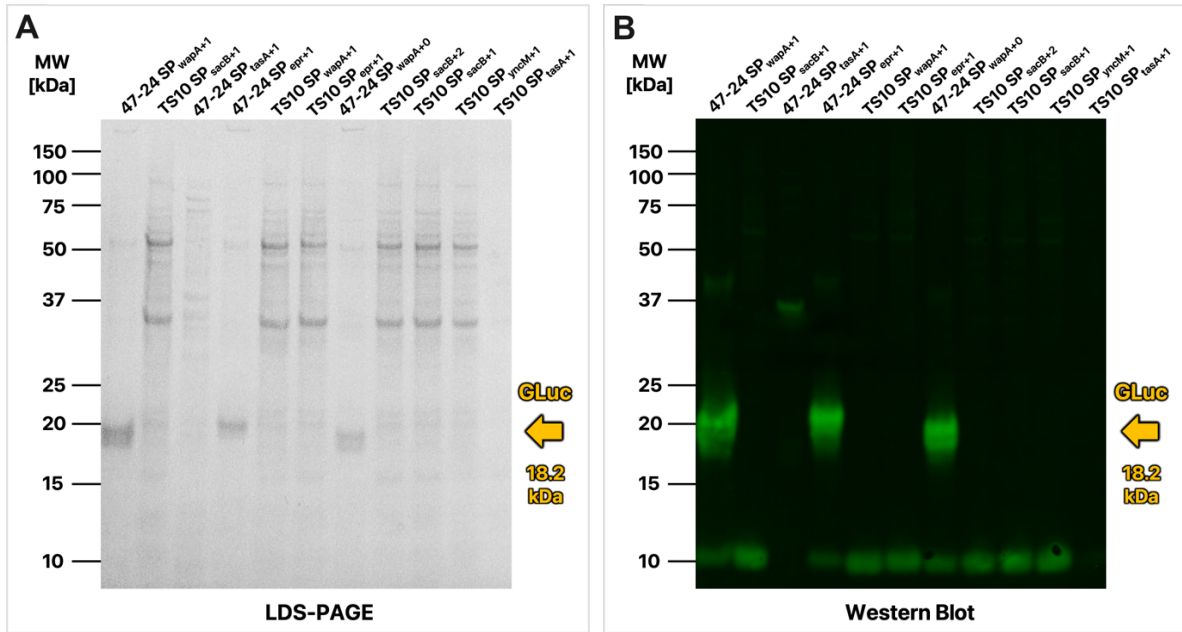 A
MW
[kDa]
47-24 SP wapA+1
TS10 SP sacB+1
47-24 SP tasA+1
47-24 SP epr+1
TS10 SP wapA+1
TS10 SP epr+1
47-24 SP wapA+0
TS10 SP sacB+2
TS10 SP sacB+1
TS10 SP yncM+1
TS10 SP tasA+1
150
100
75
50
37
25
20
15
10
GLuc
18.2
kDa
LDS-PAGE
B
MW
[kDa]
47-24 SP wapA+1
TS10 SP sacB+1
47-24 SP tasA+1
47-24 SP epr+1
TS10 SP wapA+1
TS10 SP epr+1
47-24 SP wapA+0
TS10 SP sacB+2
TS10 SP sacB+1
TS10 SP yncM+1
TS10 SP tasA+1
150
100
75
50
37
25
20
15
10
GLuc
18.2
kDa
Western Blot